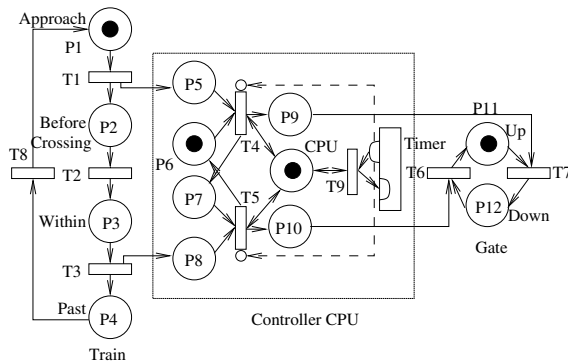 Approach
P1
T1
P2
Before
Crossing
T8
T2
Within
P3
T3
Past
P4
Train
P5
P6
P7
P8
T4
T5
P9
CPU
P10
T9
Timer
Controller CPU
P11
Up
T6
T7
P12
Down
Gate